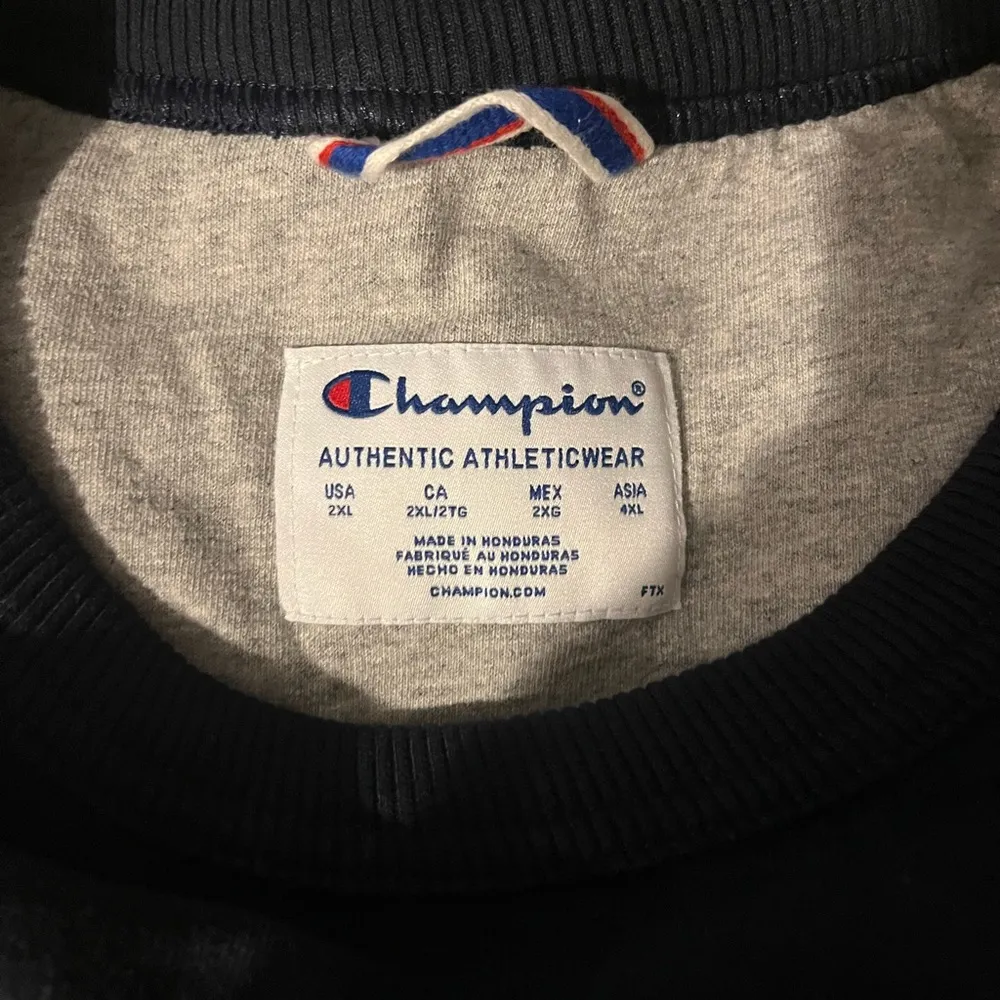 Champion®
AUTHENTIC ATHLETICWEAR
USA CA MEX ASIA
2XL 2XL/2TG 2XG 4XL
MADE IN HONDURAS
FABRIQUÉ AU HONDURAS
HECHO EN HONDURAS
CHAMPION.COM FTX